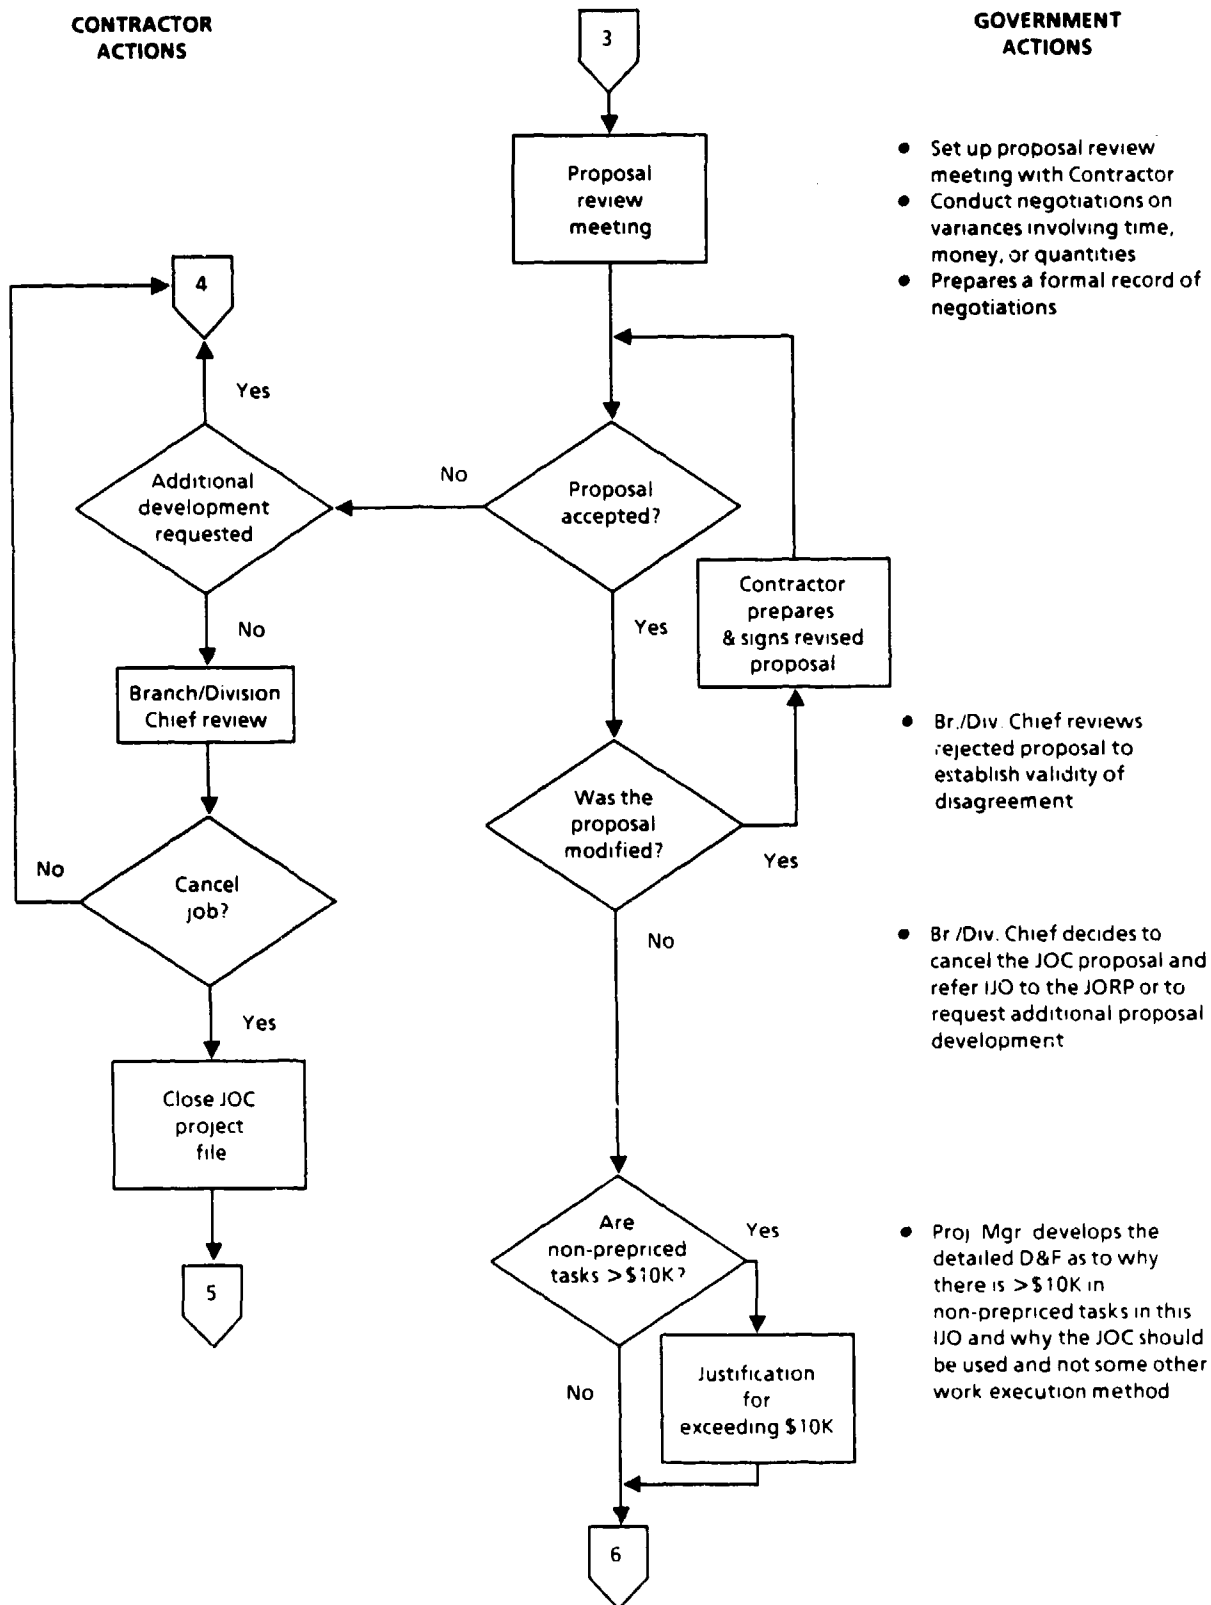 CONTRACTOR
ACTIONS
GOVERNMENT
ACTIONS
3
Proposal
review
meeting
● Set up proposal review
meeting with Contractor
● Conduct negotiations on
variances involving time,
money, or quantities
● Prepares a formal record of
negotiations
4
Yes
Additional
development
requested
No
Proposal
accepted?
Contractor
prepares
& signs revised
proposal
No
Yes
Branch/Division
Chief review
● Br./Div. Chief reviews
rejected proposal to
establish validity of
disagreement
Was the
proposal
modified?
Yes
No
Cancel
job?
No
● Br./Div. Chief decides to
cancel the JOC proposal and
refer IJO to the JORP or to
request additional proposal
development
Yes
Close JOC
project
file
5
Are
non-prepriced
tasks >$10K?
Yes
● Proj Mgr develops the
detailed D&F as to why
there is >$10K in
non-prepriced tasks in this
IJO and why the JOC should
be used and not some other
work execution method
No
Justification
for
exceeding $10K
6